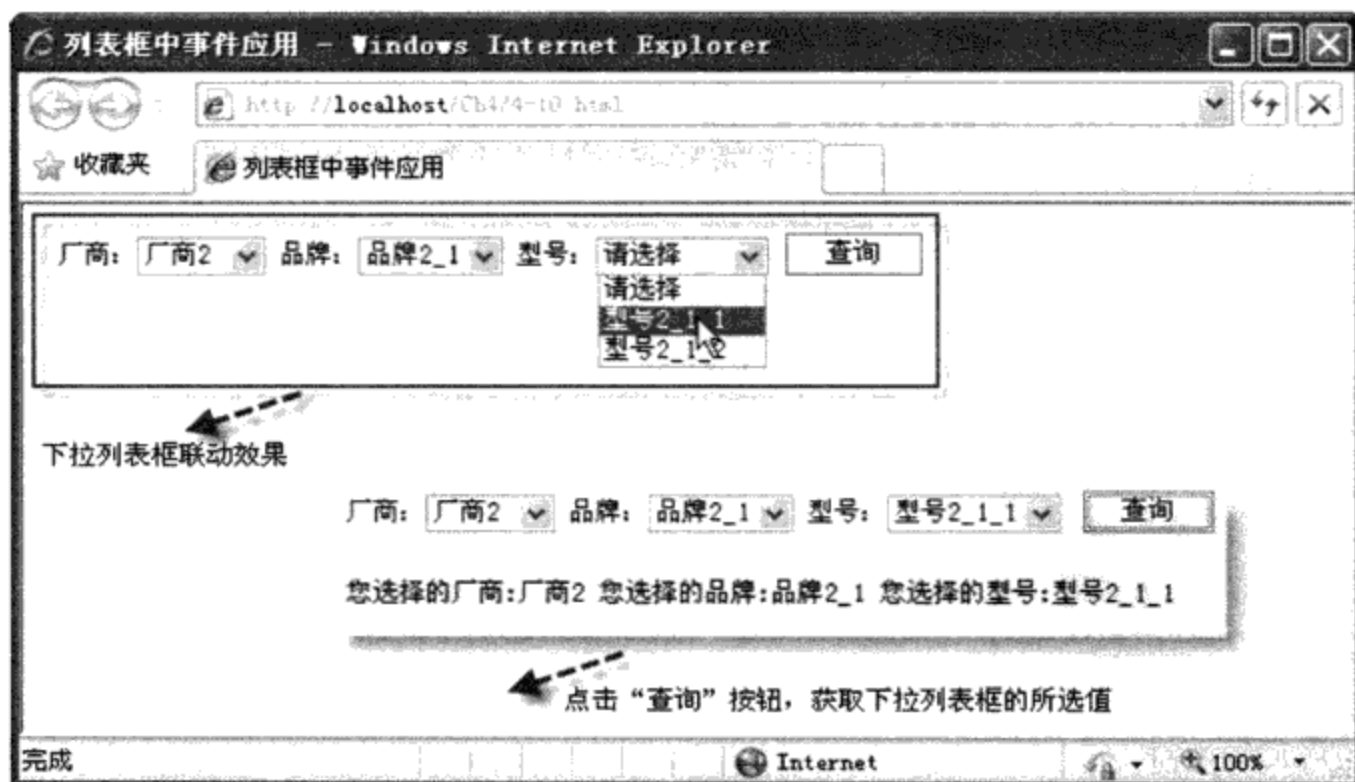 列表框中事件应用 - Windows Internet Explorer
http://localhost/Ch4/4-10.html
收藏夹 列表框中事件应用
厂商: 厂商2 品牌: 品牌2_1 型号: 请选择 查询
请选择
型号2_1_1
型号2_1_2
下拉列表框联动效果
厂商: 厂商2 品牌: 品牌2_1 型号: 型号2_1_1 查询
您选择的厂商:厂商2 您选择的品牌:品牌2_1 您选择的型号:型号2_1_1
点击“查询”按钮，获取下拉列表框的所选值
完成 Internet 100%